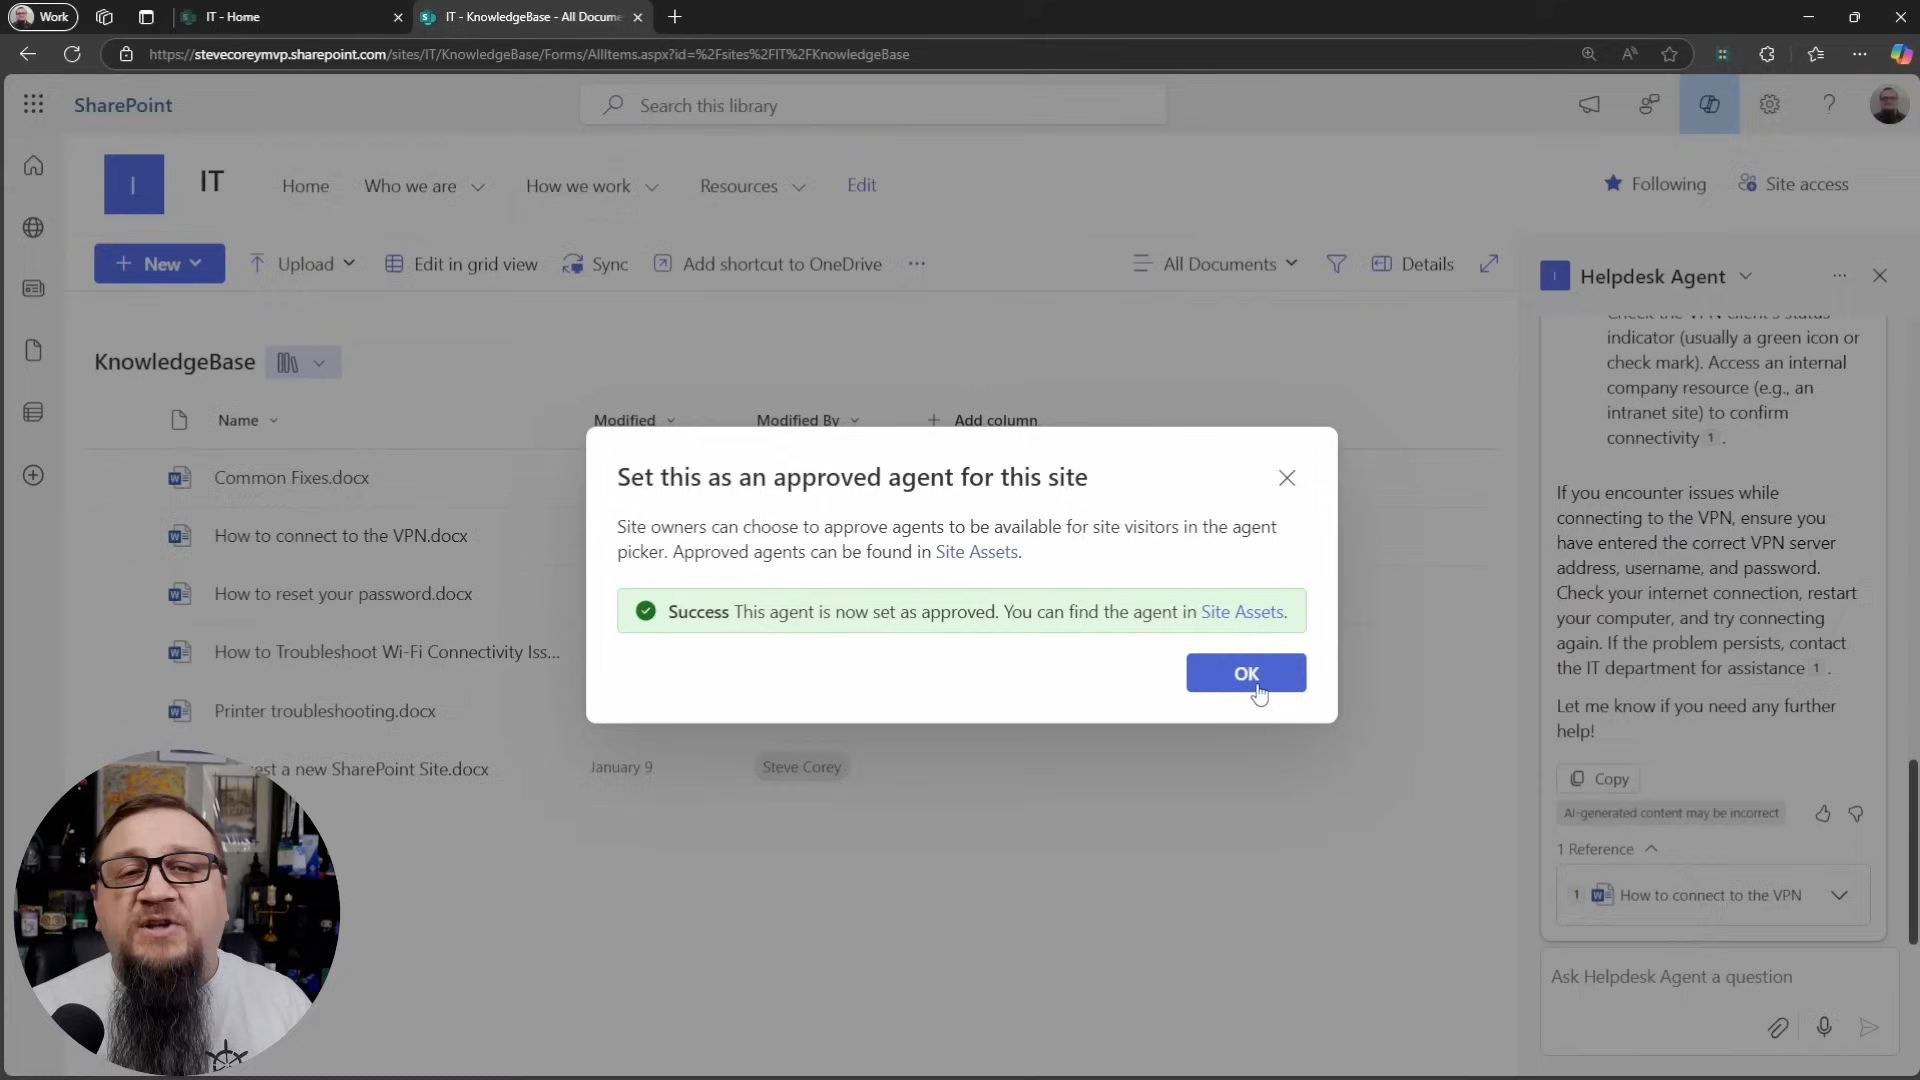 Work
IT - Home
IT - KnowledgeBase - All Docume
https://stevecoreymvp.sharepoint.com/sites/IT/KnowledgeBase/Forms/AllItems.aspx?id=%2Fsites%2FIT%2FKnowledgeBase
SharePoint
Search this library
I
IT
Home
Who we are
How we work
Resources
Edit
Following
Site access
New
Upload
Edit in grid view
Sync
Add shortcut to OneDrive
All Documents
Details
KnowledgeBase
Name
Modified
Modified By
Add column
Common Fixes.docx
How to connect to the VPN.docx
How to reset your password.docx
How to Troubleshoot Wi-Fi Connectivity Iss...
Printer troubleshooting.docx
est a new SharePoint Site.docx
January 9
Steve Corey
Set this as an approved agent for this site
Site owners can choose to approve agents to be available for site visitors in the agent
picker. Approved agents can be found in Site Assets.
Success This agent is now set as approved. You can find the agent in Site Assets.
OK
I
Helpdesk Agent
Check the VPN client's status
indicator (usually a green icon or
check mark). Access an internal
company resource (e.g., an
intranet site) to confirm
connectivity 1 .
If you encounter issues while
connecting to the VPN, ensure you
have entered the correct VPN server
address, username, and password.
Check your internet connection, restart
your computer, and try connecting
again. If the problem persists, contact
the IT department for assistance 1 .
Let me know if you need any further
help!
Copy
AI-generated content may be incorrect
1 Reference
1 How to connect to the VPN
Ask Helpdesk Agent a question